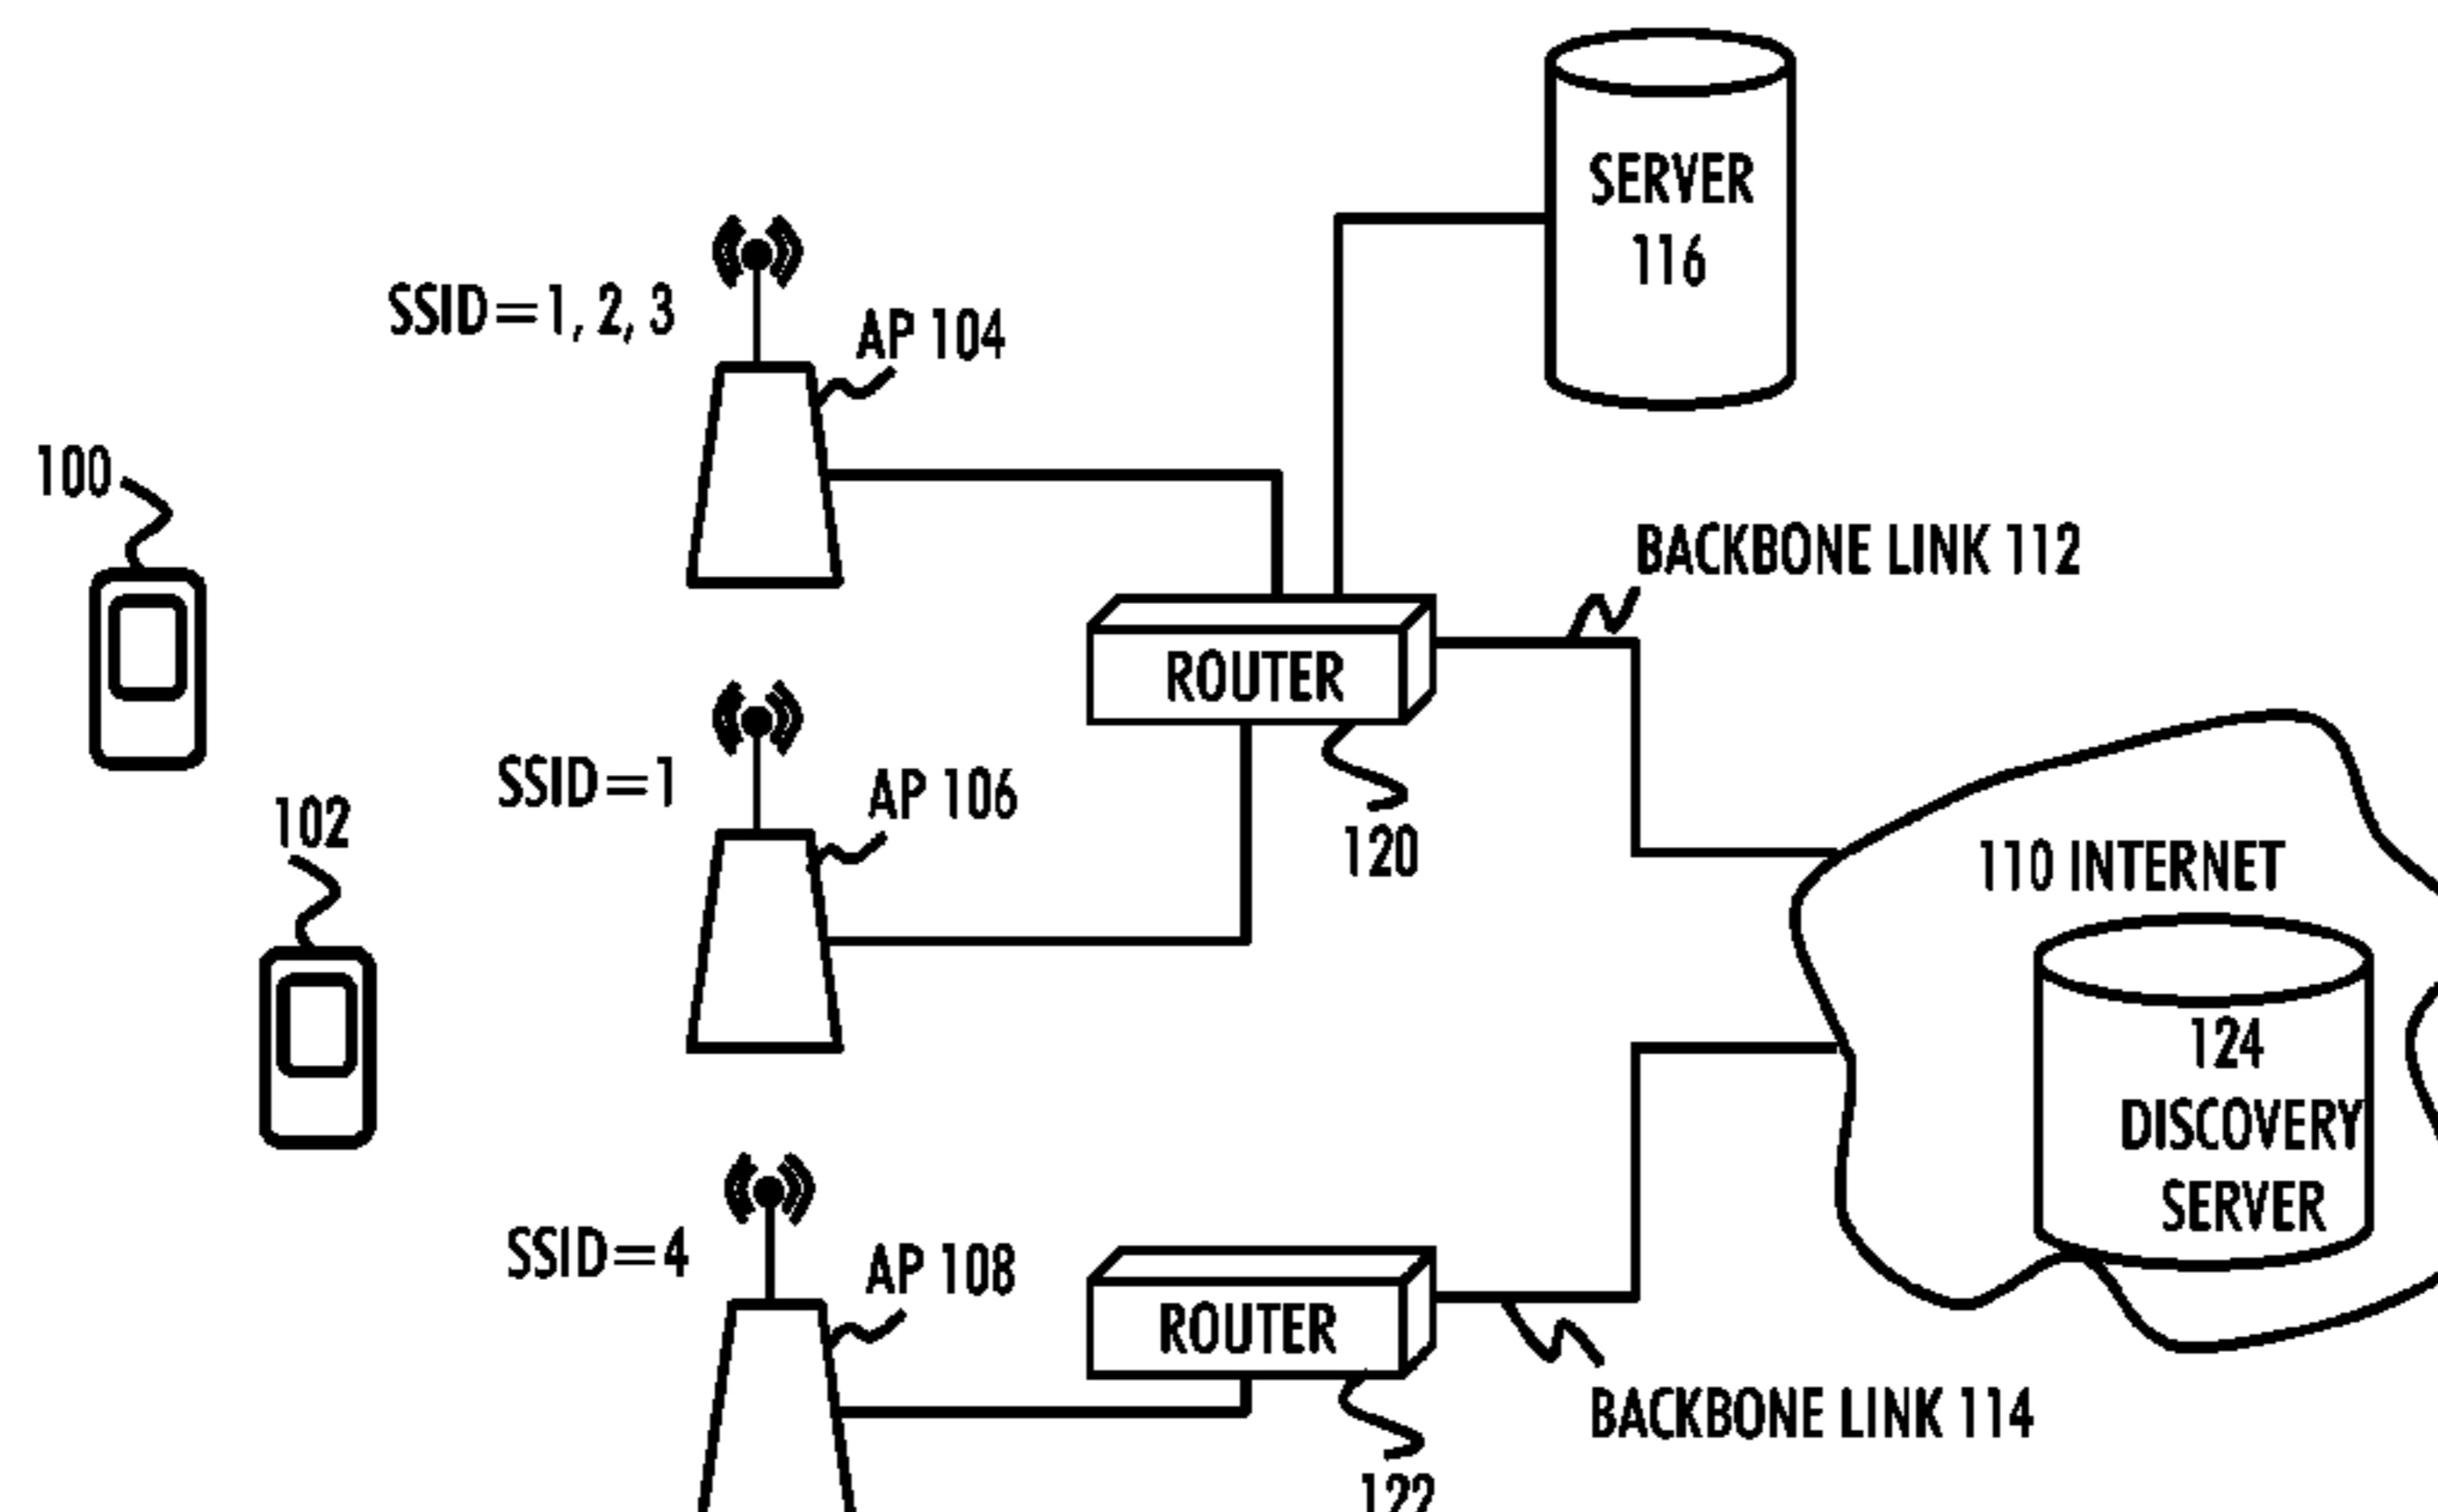 SERVER
116
SSID=1, 2, 3
AP 104
100
BACKBONE LINK 112
ROUTER
SSID=1
AP 106
102
120
110 INTERNET
124
DISCOVERY
SERVER
SSID=4
AP 108
ROUTER
BACKBONE LINK 114
122